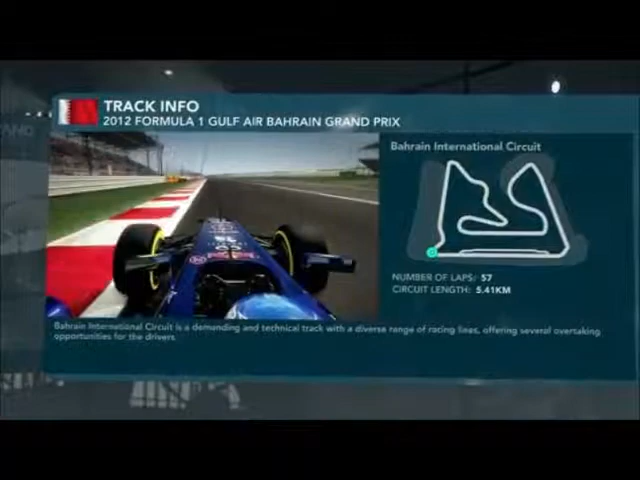 TRACK INFO
2012 FORMULA 1 GULF AIR BAHRAIN GRAND PRIX
Bahrain International Circuit
NUMBER OF LAPS: 57
CIRCUIT LENGTH: 5.41KM
Bahrain International Circuit is a demanding and technical track with a diverse range of racing lines, offering several overtaking
opportunities for the drivers.